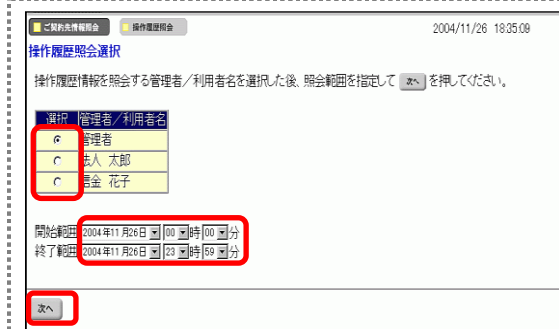 ご契約先情報照会 操作履歴照会 2004/11/26 18:35:09
操作履歴照会選択
操作履歴情報を照会する管理者／利用者名を選択した後、照会範囲を指定して 次へ を押してください。
選択 管理者／利用者名
管理者
法人 太郎
信金 花子
開始範囲 2004年11月26日 00 時 00 分
終了範囲 2004年11月26日 23 時 59 分
次へ